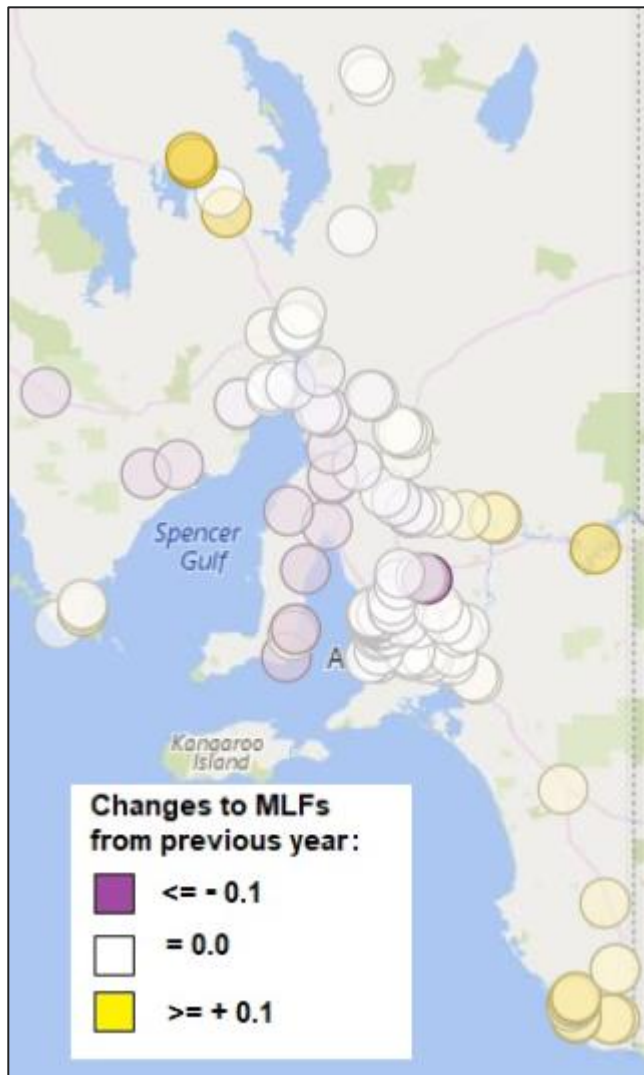 Spencer
Gulf
A
Kangaroo
Island
Changes to MLFs
from previous year:
<= - 0.1
= 0.0
>= + 0.1